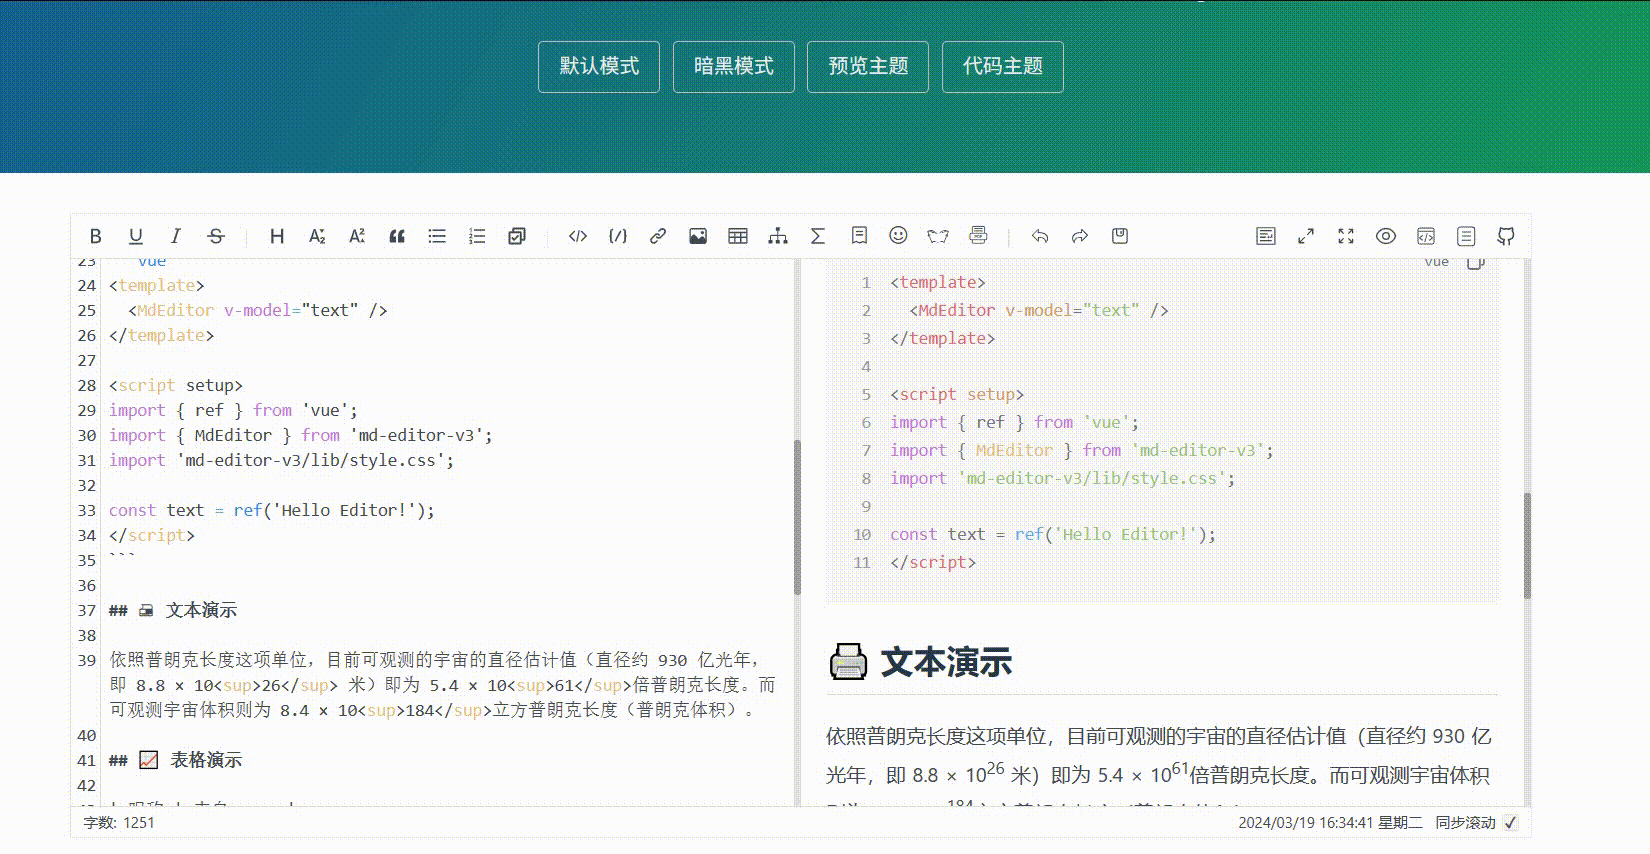 默认模式 暗黑模式 预览主题 代码主题
23 vue
24 <template>
25   <MdEditor v-model="text" />
26 </template>
27
28 <script setup>
29 import { ref } from 'vue';
30 import { MdEditor } from 'md-editor-v3';
31 import 'md-editor-v3/lib/style.css';
32
33 const text = ref('Hello Editor!');
34 </script>
35 ```
36
37 ## 🖨 文本演示
38
39 依照普朗克长度这项单位，目前可观测的宇宙的直径估计值（直径约 930 亿光年，
即 8.8 × 10<sup>26</sup> 米）即为 5.4 × 10<sup>61</sup>倍普朗克长度。而
可观测宇宙体积则为 8.4 × 10<sup>184</sup>立方普朗克长度（普朗克体积）。
40
41 ## 📈 表格演示
42
vue
1 <template>
2   <MdEditor v-model="text" />
3 </template>
4
5 <script setup>
6 import { ref } from 'vue';
7 import { MdEditor } from 'md-editor-v3';
8 import 'md-editor-v3/lib/style.css';
9
10 const text = ref('Hello Editor!');
11 </script>
🖨 文本演示
依照普朗克长度这项单位，目前可观测的宇宙的直径估计值（直径约 930 亿
光年，即 8.8 × 10²⁶ 米）即为 5.4 × 10⁶¹倍普朗克长度。而可观测宇宙体积
字数: 1251
2024/03/19 16:34:41 星期二 同步滚动 ✓